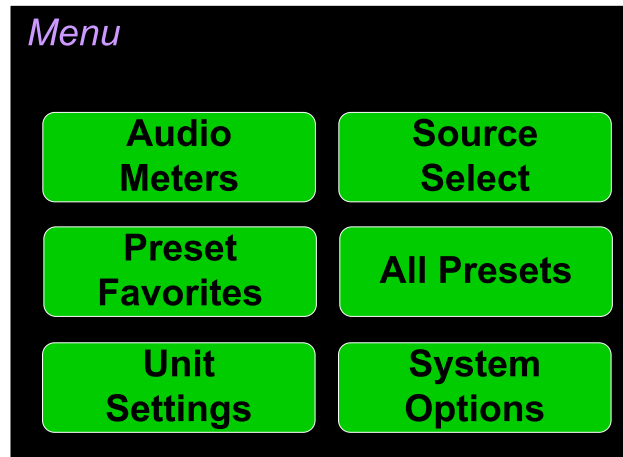 Menu
Audio
Meters
Source
Select
Preset
Favorites
All Presets
Unit
Settings
System
Options